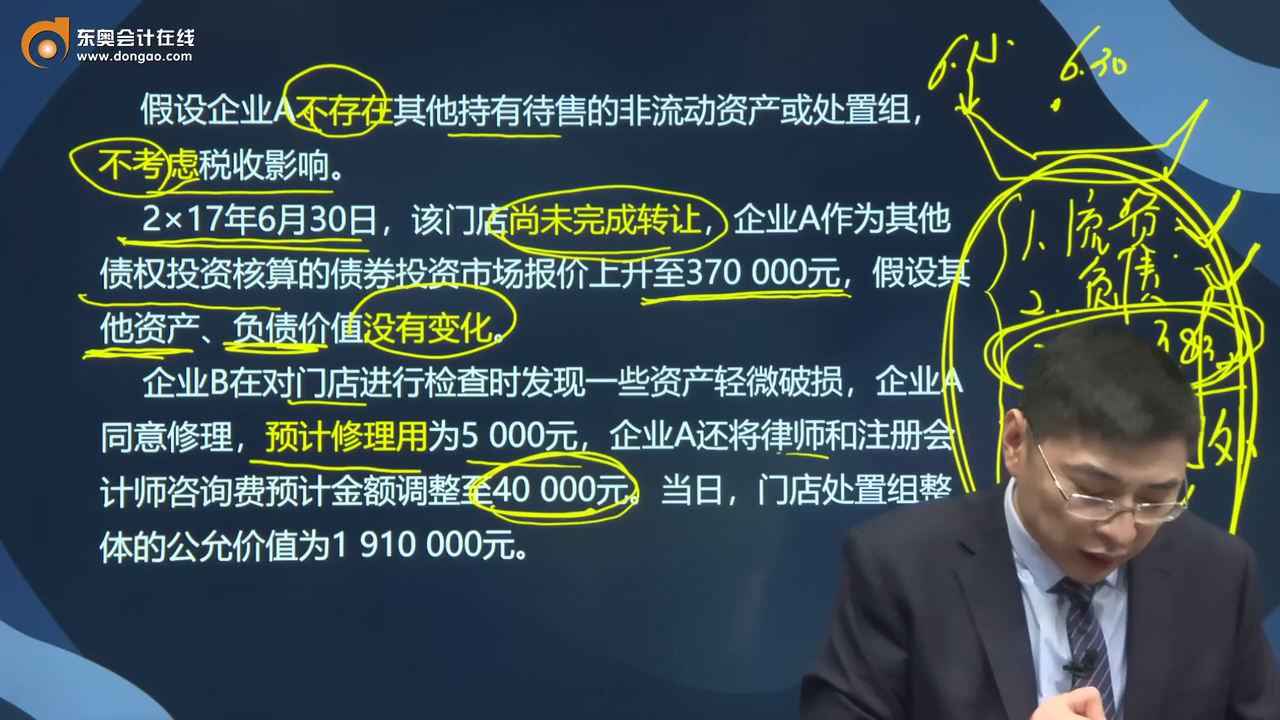 东奥会计在线
www.dongao.com
假设企业A不存在其他持有待售的非流动资产或处置组，
不考虑税收影响。
2×17年6月30日，该门店尚未完成转让，企业A作为其他
债权投资核算的债券投资市场报价上升至370 000元，假设其
他资产、负债价值没有变化。
企业B在对门店进行检查时发现一些资产轻微破损，企业A
同意修理，预计修理用为5 000元，企业A还将律师和注册会
计师咨询费预计金额调整至40 000元。当日，门店处置组整
体的公允价值为1 910 000元。
6.30
1、流资
负债
2、负